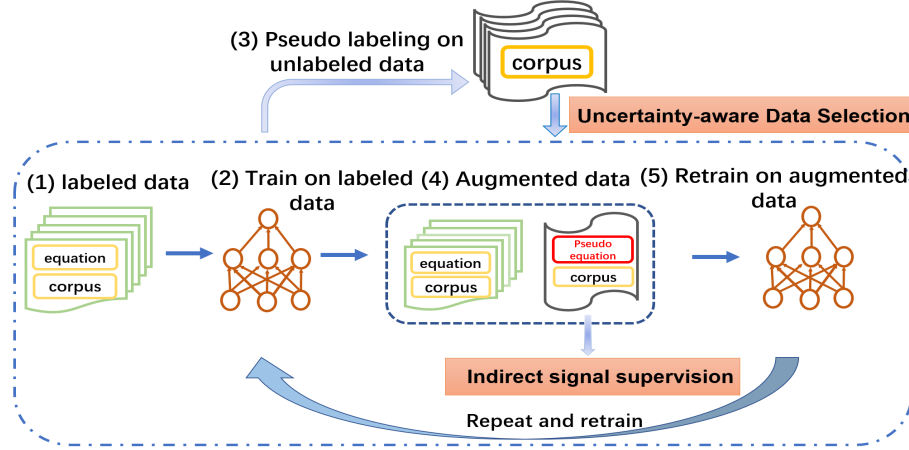 (3) Pseudo labeling on
unlabeled data
corpus
Uncertainty-aware Data Selection
(1) labeled data
(2) Train on labeled
data
(4) Augmented data
(5) Retrain on augmented
data
equation
corpus
equation
corpus
Pseudo
equation
corpus
Indirect signal supervision
Repeat and retrain